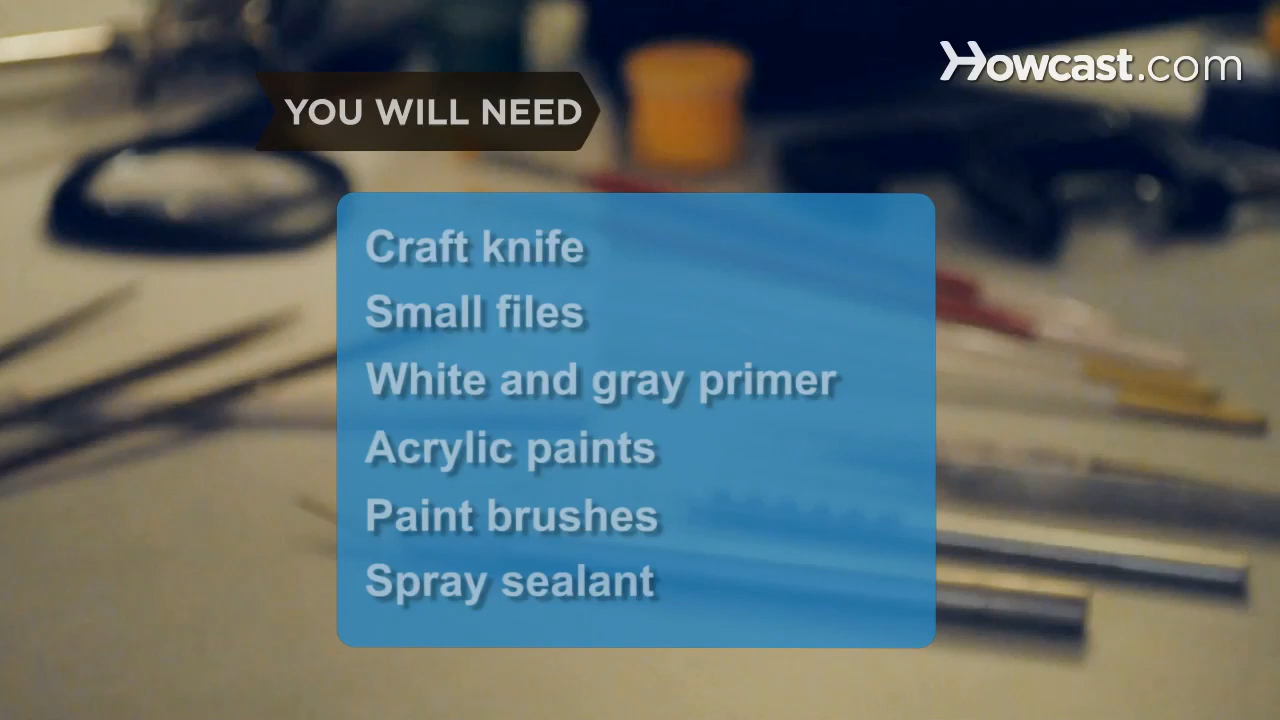 Howcast.com
YOU WILL NEED
Craft knife
Small files
White and gray primer
Acrylic paints
Paint brushes
Spray sealant